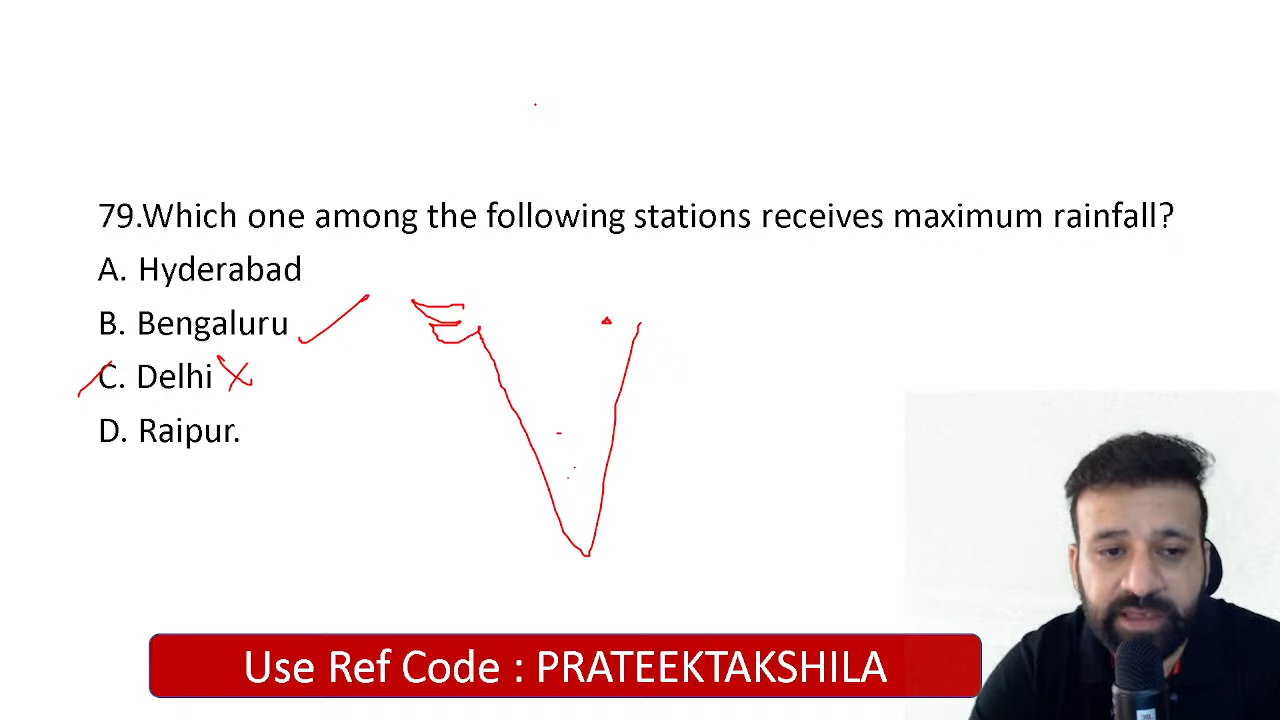 79.Which one among the following stations receives maximum rainfall?
A. Hyderabad
B. Bengaluru
C. Delhi
D. Raipur.
Use Ref Code : PRATEEKTAKSHILA